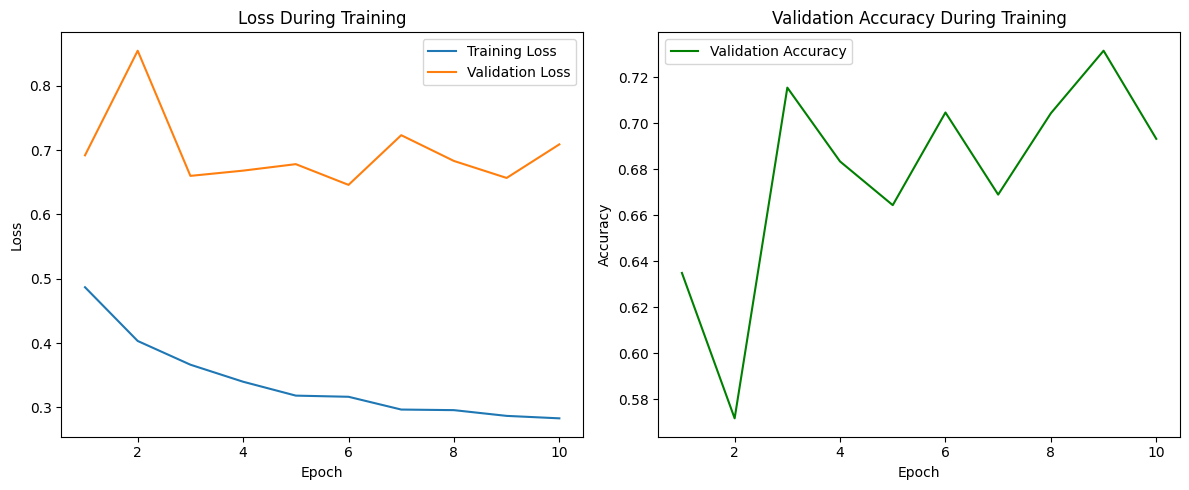 Loss During Training
Training Loss
Validation Loss
0.8
0.7
0.6
0.5
0.4
0.3
Loss
2 4 6 8 10
Epoch
Validation Accuracy During Training
Validation Accuracy
0.72
0.70
0.68
0.66
0.64
0.62
0.60
0.58
Accuracy
2 4 6 8 10
Epoch